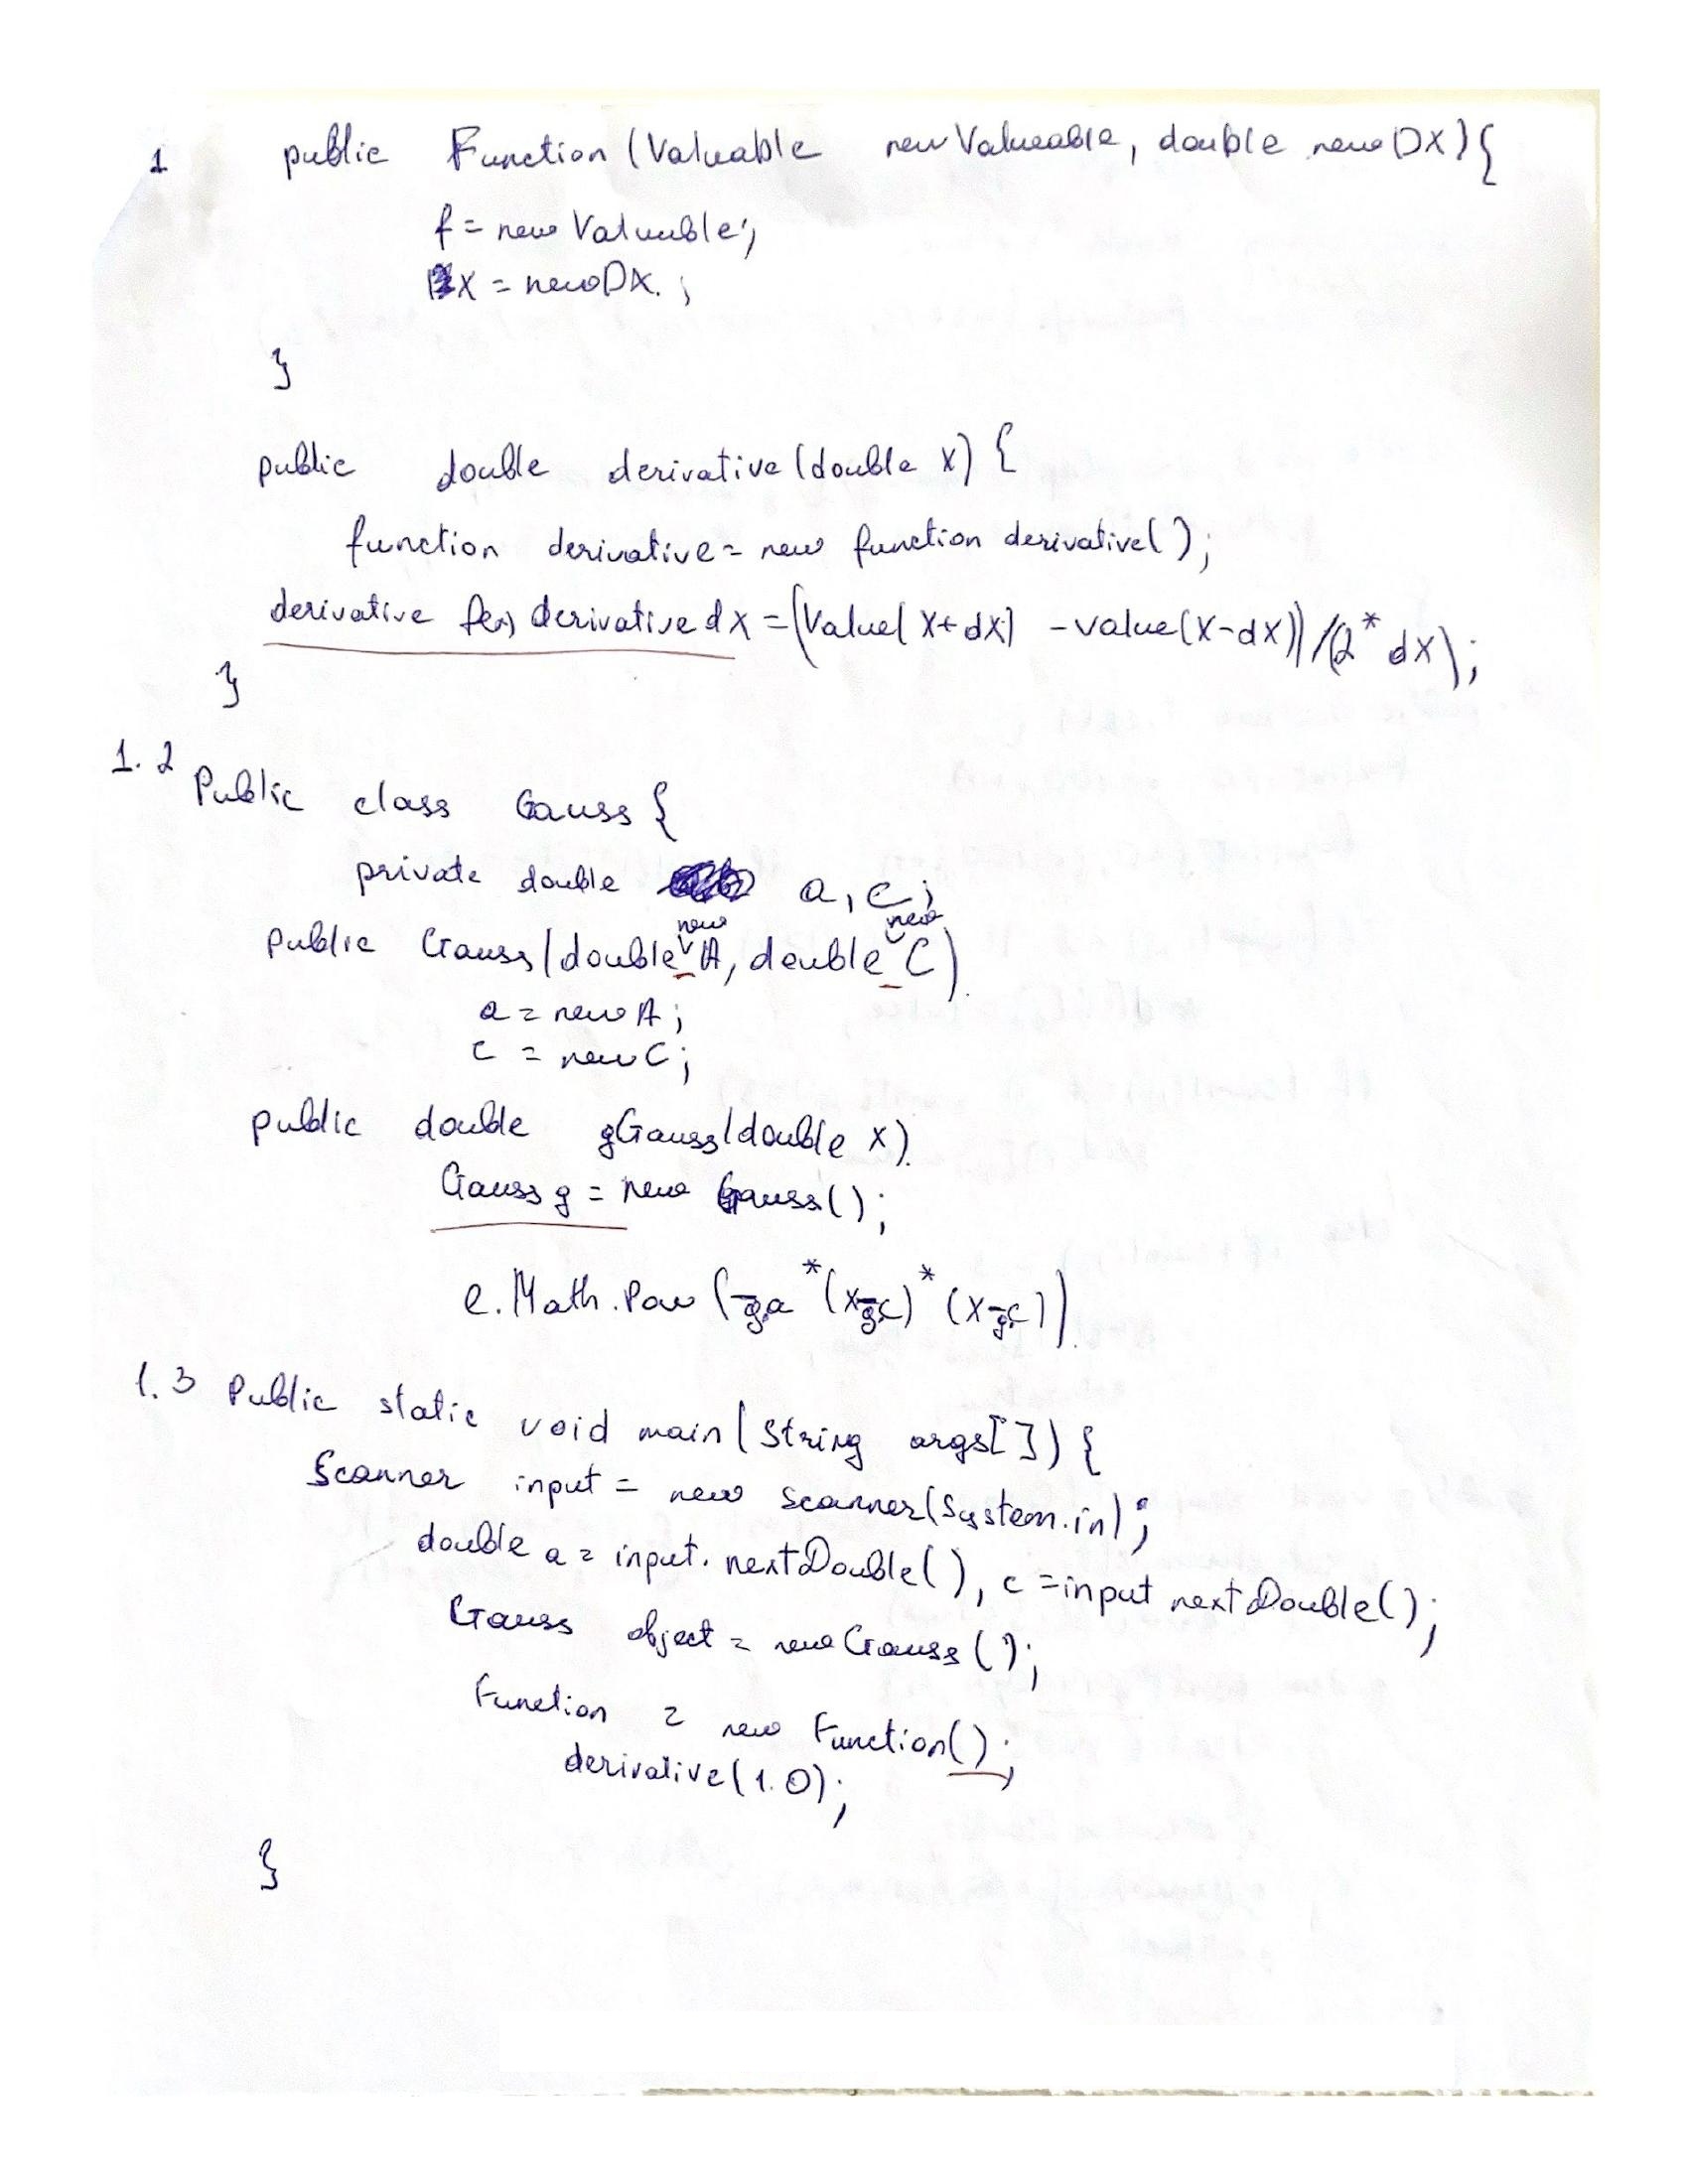 1 public Function (Valuable newValueable, double newDX){
f = new Valuable;
x = newDX. ;
}
public double derivative (double x) {
function derivative = new function derivative( );
derivative f(x) derivative dx = (Value( x+dx) - value(x-dx))/(2*dx);
}
1.2 Public class Gauss {
private double a, c;
Public Gauss (double newA, double newC)
a = newA;
c = newC;
public double gGauss(double x)
Gauss g = new Gauss( );
e.Math.Pow (-g.a * (x-g.c) * (x-g.c))
1.3 Public static void main (String args[ ]) {
Scanner input = new Scanner(System.in);
double a = input.nextDouble( ), c = input nextDouble( );
Gauss object = new Gauss ( );
Function = new Function( );
derivative(1.0);
}